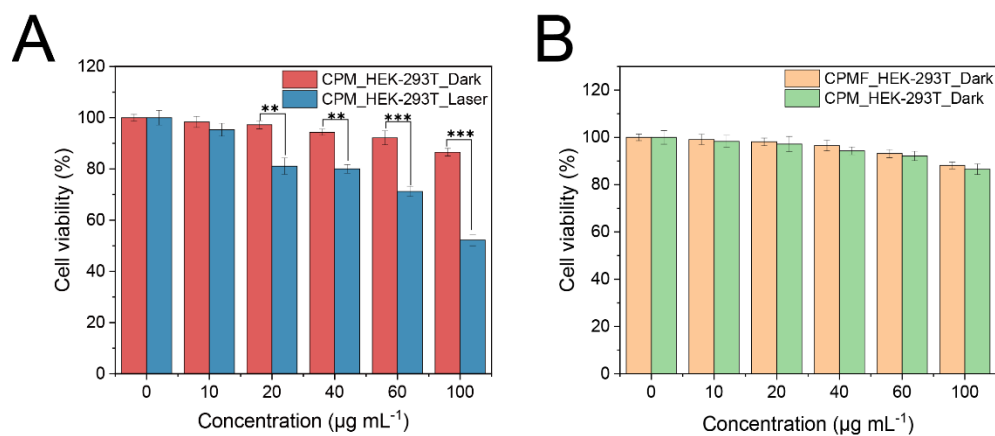 A
CPM_HEK-293T_Dark
CPM_HEK-293T_Laser
** ** *** ***
120
100
80
60
40
20
0
Cell viability (%)
0 10 20 40 60 100
Concentration (µg mL⁻¹)
B
CPMF_HEK-293T_Dark
CPM_HEK-293T_Dark
120
100
80
60
40
20
0
Cell viability (%)
0 10 20 40 60 100
Concentration (µg mL⁻¹)